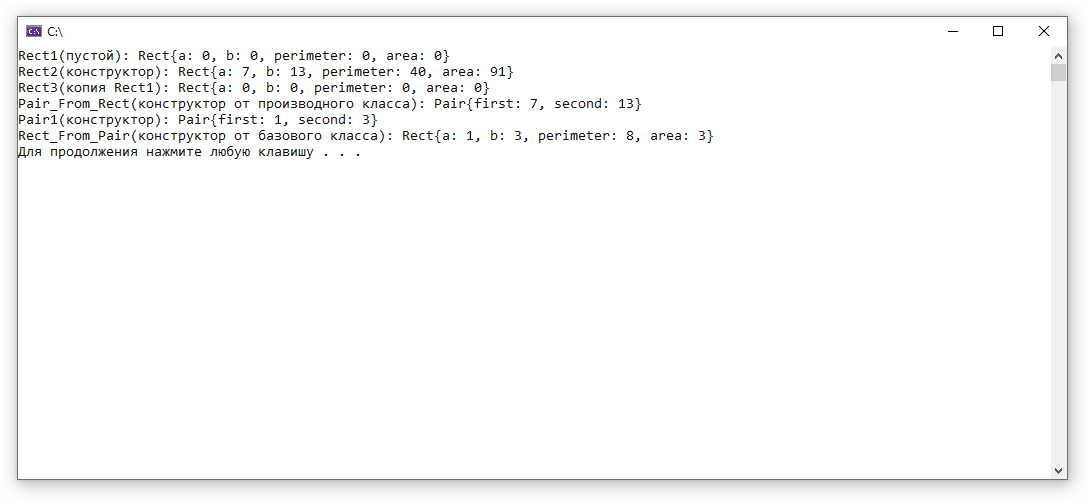 C:\
Rect1(пустой): Rect{a: 0, b: 0, perimeter: 0, area: 0}
Rect2(конструктор): Rect{a: 7, b: 13, perimeter: 40, area: 91}
Rect3(копия Rect1): Rect{a: 0, b: 0, perimeter: 0, area: 0}
Pair_From_Rect(конструктор от производного класса): Pair{first: 7, second: 13}
Pair1(конструктор): Pair{first: 1, second: 3}
Rect_From_Pair(конструктор от базового класса): Rect{a: 1, b: 3, perimeter: 8, area: 3}
Для продолжения нажмите любую клавишу . . .